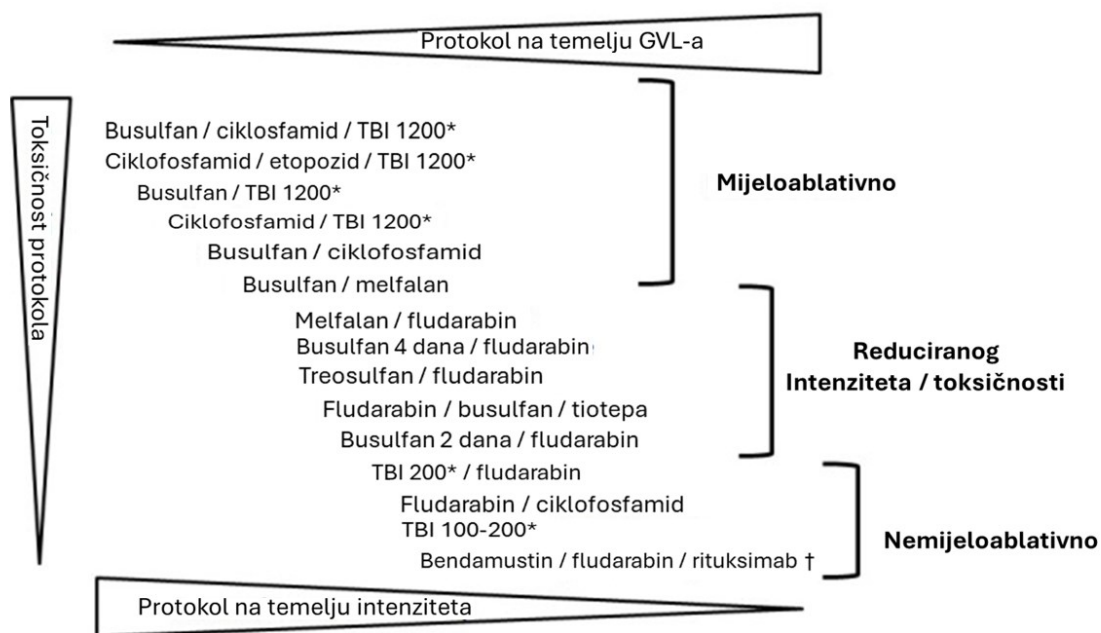 Protokol na temelju GVL-a
Toksičnost protokola
Busulfan / ciklosfamid / TBI 1200*
Ciklofosfamid / etopozid / TBI 1200*
Busulfan / TBI 1200*
Ciklofosfamid / TBI 1200*
Busulfan / ciklofosfamid
Busulfan / melfalan
Mijeloablativno
Melfalan / fludarabin
Busulfan 4 dana / fludarabin
Treosulfan / fludarabin
Fludarabin / busulfan / tiotepa
Busulfan 2 dana / fludarabin
Reduciranog
Intenziteta / toksičnosti
TBI 200* / fludarabin
Fludarabin / ciklofosfamid
TBI 100-200*
Bendamustin / fludarabin / rituksimab †
Nemijeloablativno
Protokol na temelju intenziteta